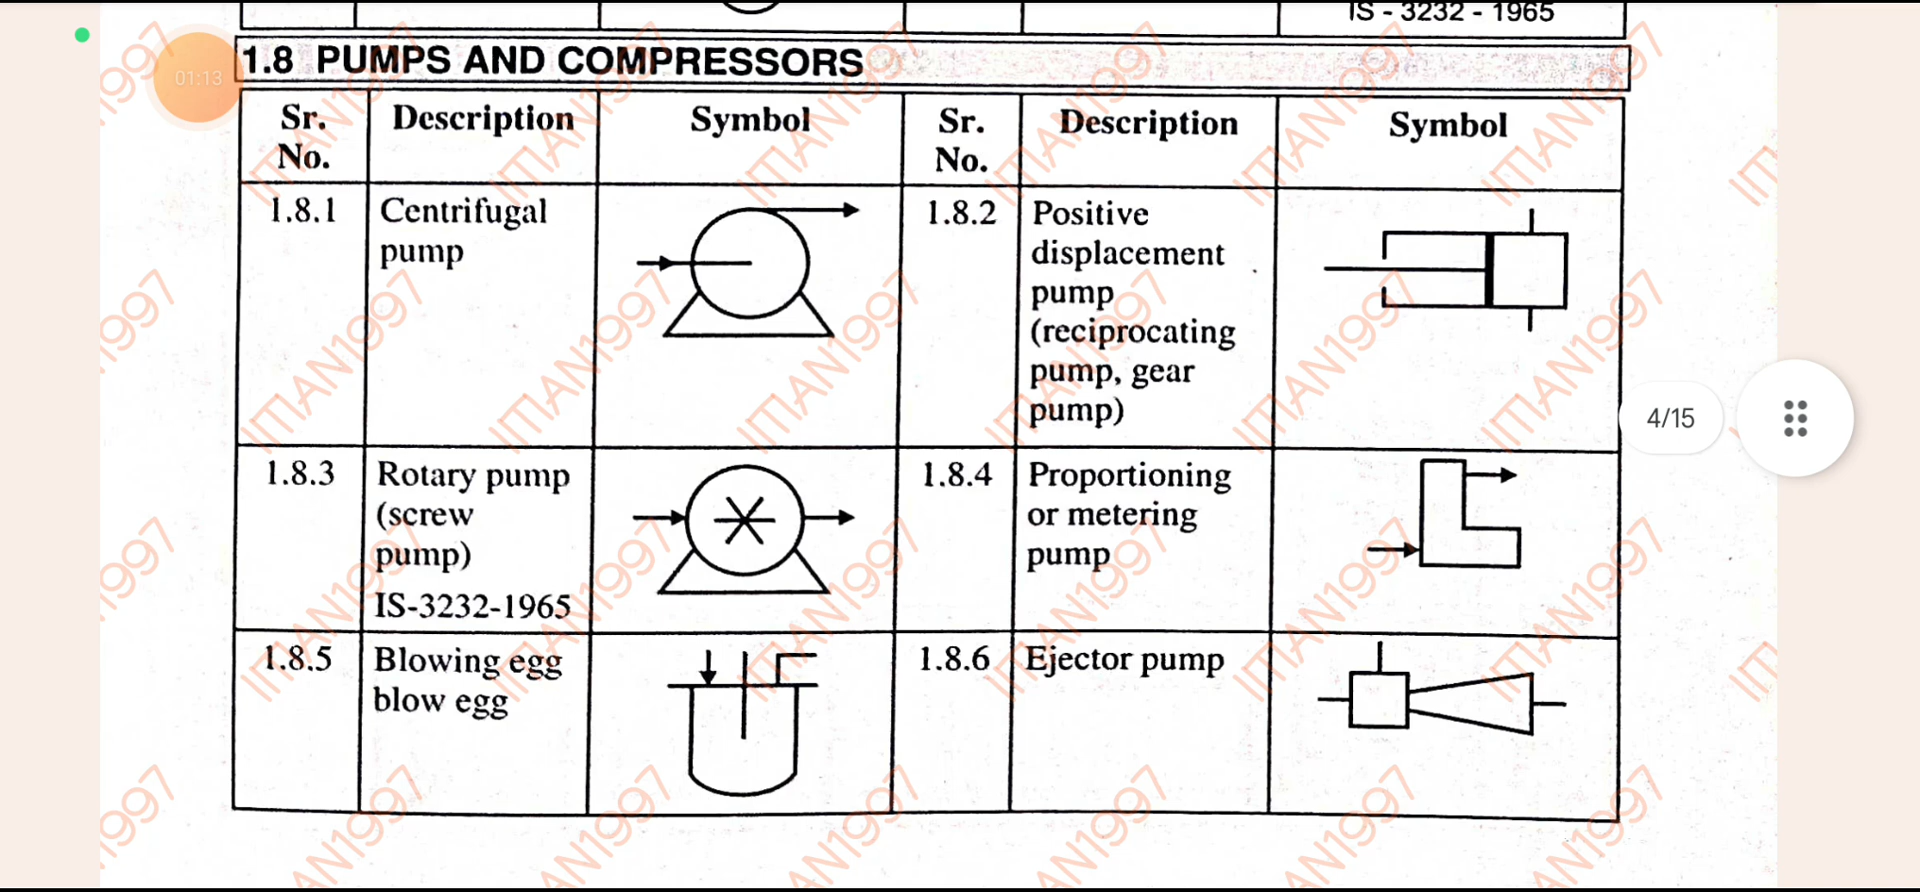 IS - 3232 - 1965
01:13
1.8 PUMPS AND COMPRESSORS
Sr. No.
Description
Symbol
Sr. No.
Description
Symbol
1.8.1
Centrifugal
pump
1.8.2
Positive
displacement
pump
(reciprocating
pump, gear
pump)
4/15
1.8.3
Rotary pump
(screw
pump)
IS-3232-1965
1.8.4
Proportioning
or metering
pump
1.8.5
Blowing egg
blow egg
1.8.6
Ejector pump